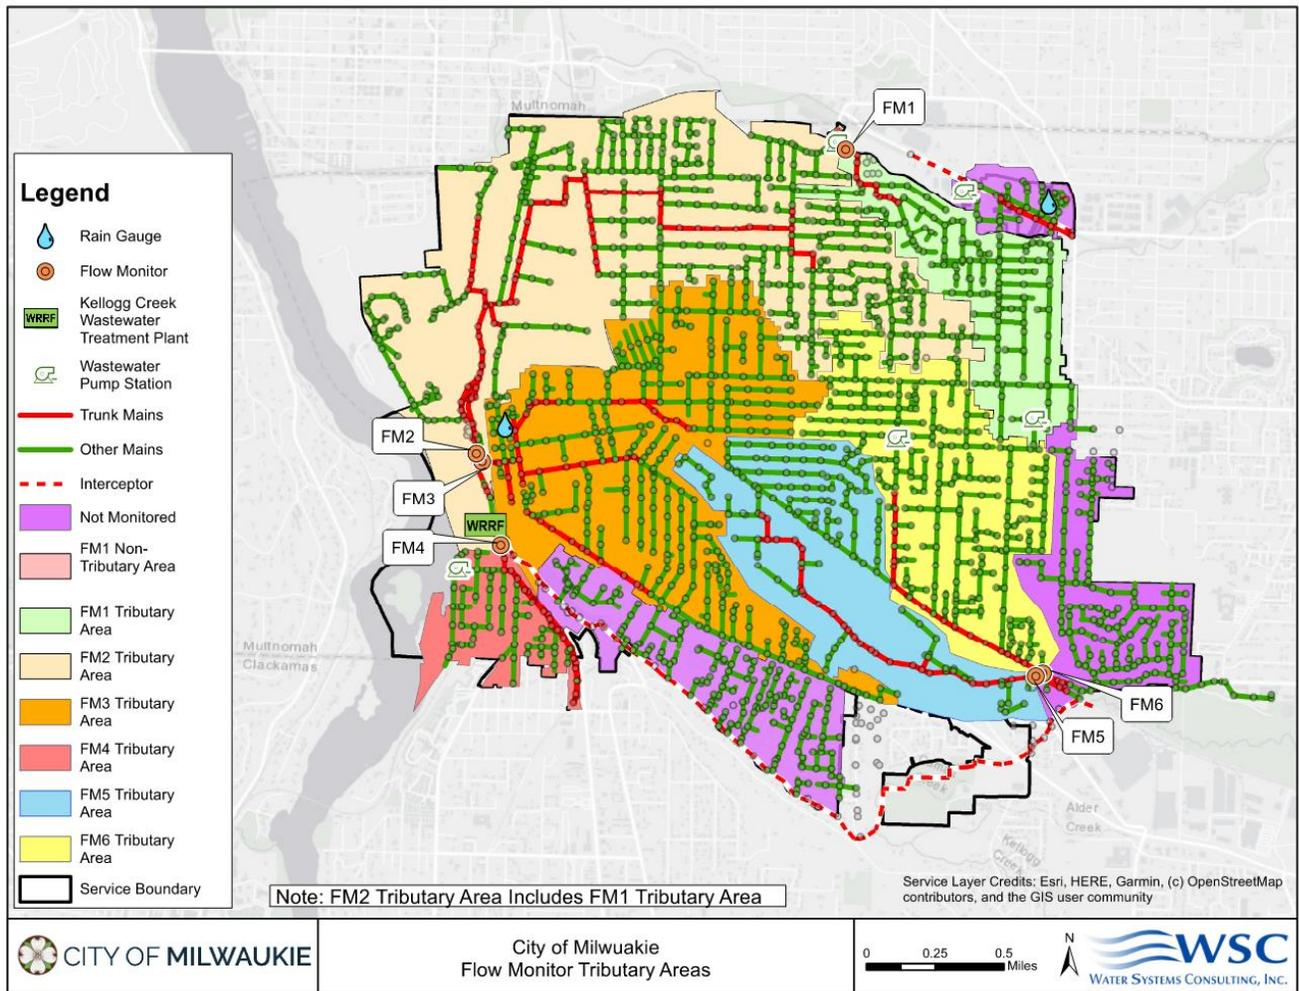 Multnomah
FM1
Legend
Rain Gauge
Flow Monitor
WRRF
Kellogg Creek
Wastewater
Treatment Plant
Wastewater
Pump Station
Trunk Mains
Other Mains
Interceptor
Not Monitored
FM1 Non-
Tributary Area
FM1 Tributary
Area
FM2 Tributary
Area
FM3 Tributary
Area
FM4 Tributary
Area
FM5 Tributary
Area
FM6 Tributary
Area
Service Boundary
FM2
FM3
WRRF
FM4
Multnomah
Clackamas
FM6
FM5
Creek
Alder
Creek
Kellogg
Creek
Note: FM2 Tributary Area Includes FM1 Tributary Area
Service Layer Credits: Esri, HERE, Garmin, (c) OpenStreetMap
contributors, and the GIS user community
CITY OF MILWAUKIE
City of Milwuakie
Flow Monitor Tributary Areas
0 0.25 0.5
Miles
N
WSC
WATER SYSTEMS CONSULTING, INC.